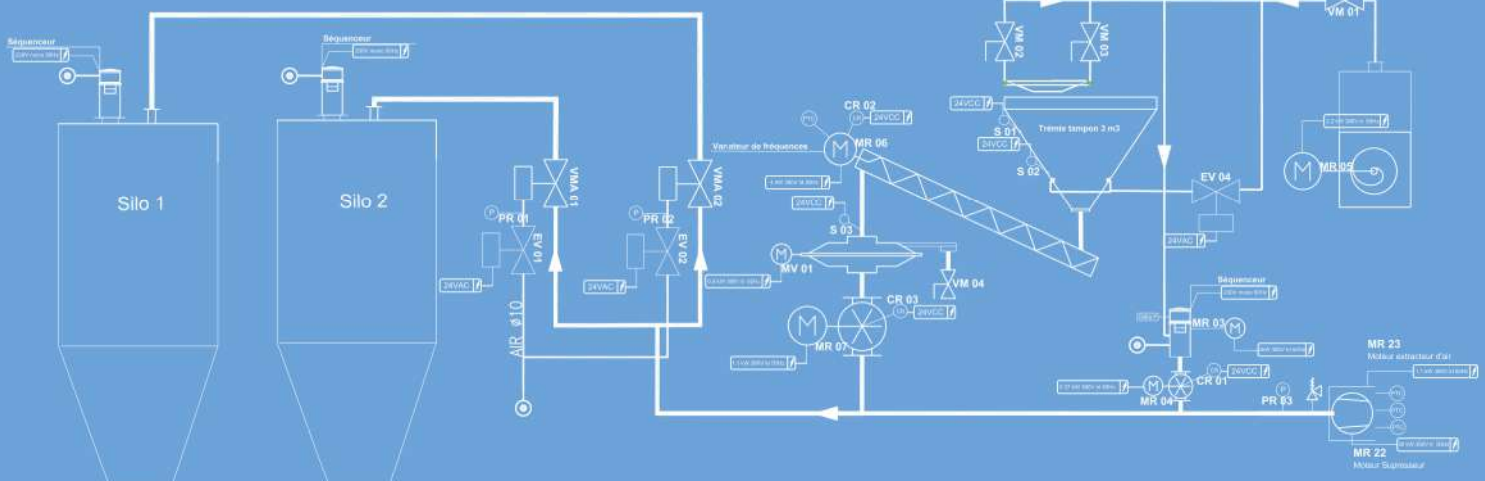 Séquenceur
Séquenceur
Silo 1
Silo 2
VMA 01
VMA 02
P
PR 01
P
PR 02
EV 01
EV 02
24VAC
24VAC
AIR ø10
VM 02
VM 03
VM 01
24VCC
S 01
Trémie tampon 3 m3
24VCC
S 02
CR 02
24VCC
M
MR 06
Variateur de fréquences
24VCC
S 03
M
MV 01
VM 04
CR 03
24VCC
M
MR 07
EV 04
24VAC
M
MR 05
Séquenceur
MR 03
M
24VCC
CR 01
M
MR 04
P
PR 03
MR 23
Moteur extracteur d'air
PTC
PTC
PTC
MR 22
Moteur Supresseur